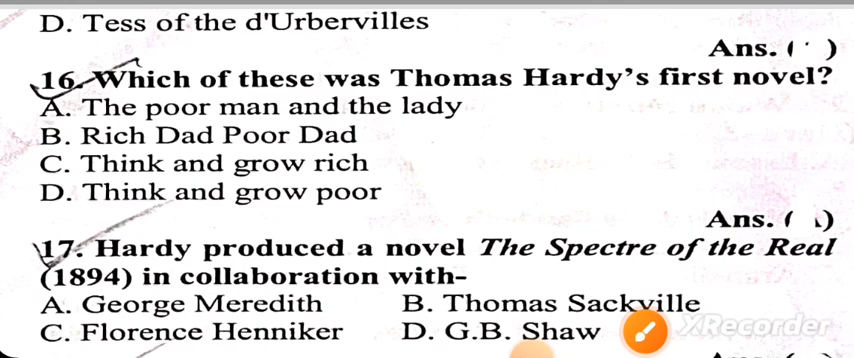 D. Tess of the d'Urbervilles
Ans. ( )
16. Which of these was Thomas Hardy's first novel?
A. The poor man and the lady
B. Rich Dad Poor Dad
C. Think and grow rich
D. Think and grow poor
Ans. ( )
17. Hardy produced a novel The Spectre of the Real
(1894) in collaboration with-
A. George Meredith B. Thomas Sackville
C. Florence Henniker D. G.B. Shaw
XRecorder